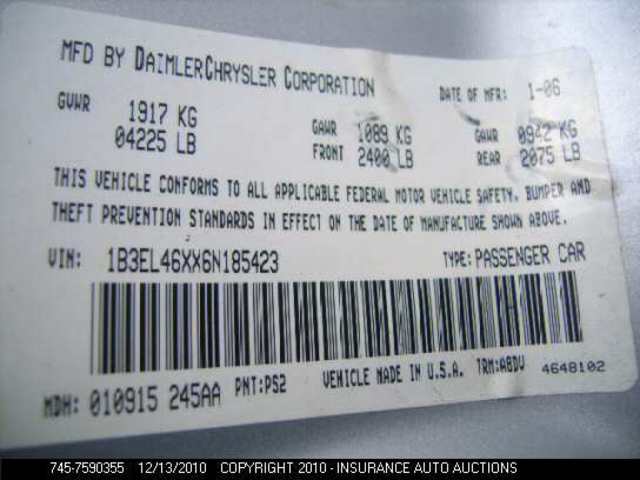 MFD BY DAIMLERCHRYSLER CORPORATION DATE OF MFR: 1-06
GVWR 1917 KG GAWR 1089 KG GAWR 0942 KG
04225 LB FRONT 2400 LB REAR 2075 LB
THIS VEHICLE CONFORMS TO ALL APPLICABLE FEDERAL MOTOR VEHICLE SAFETY, BUMPER AND
THEFT PREVENTION STANDARDS IN EFFECT ON THE DATE OF MANUFACTURE SHOWN ABOVE.
VIN: 1B3EL46XX6N185423 TYPE: PASSENGER CAR
MDH: 010915 245AA PNT:PS2 VEHICLE MADE IN U.S.A. TRM:ABDV 4648102
745-7590355 12/13/2010 COPYRIGHT 2010 - INSURANCE AUTO AUCTIONS